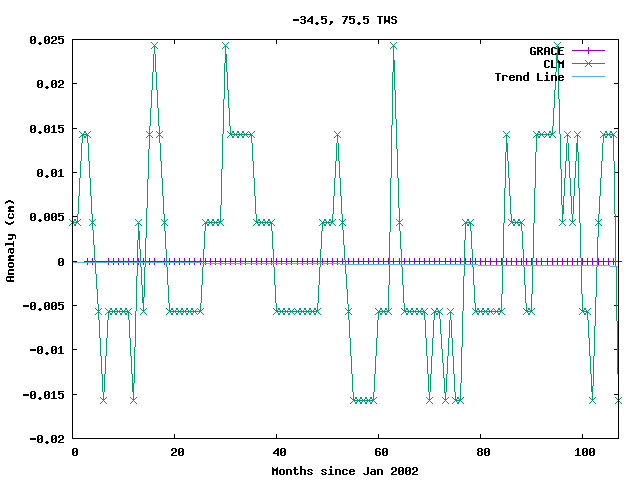 -34.5, 75.5 TWS
0.025
0.02
0.015
0.01
0.005
0
-0.005
-0.01
-0.015
-0.02
Anomaly (cm)
GRACE
CLM
Trend Line
0 20 40 60 80 100
Months since Jan 2002